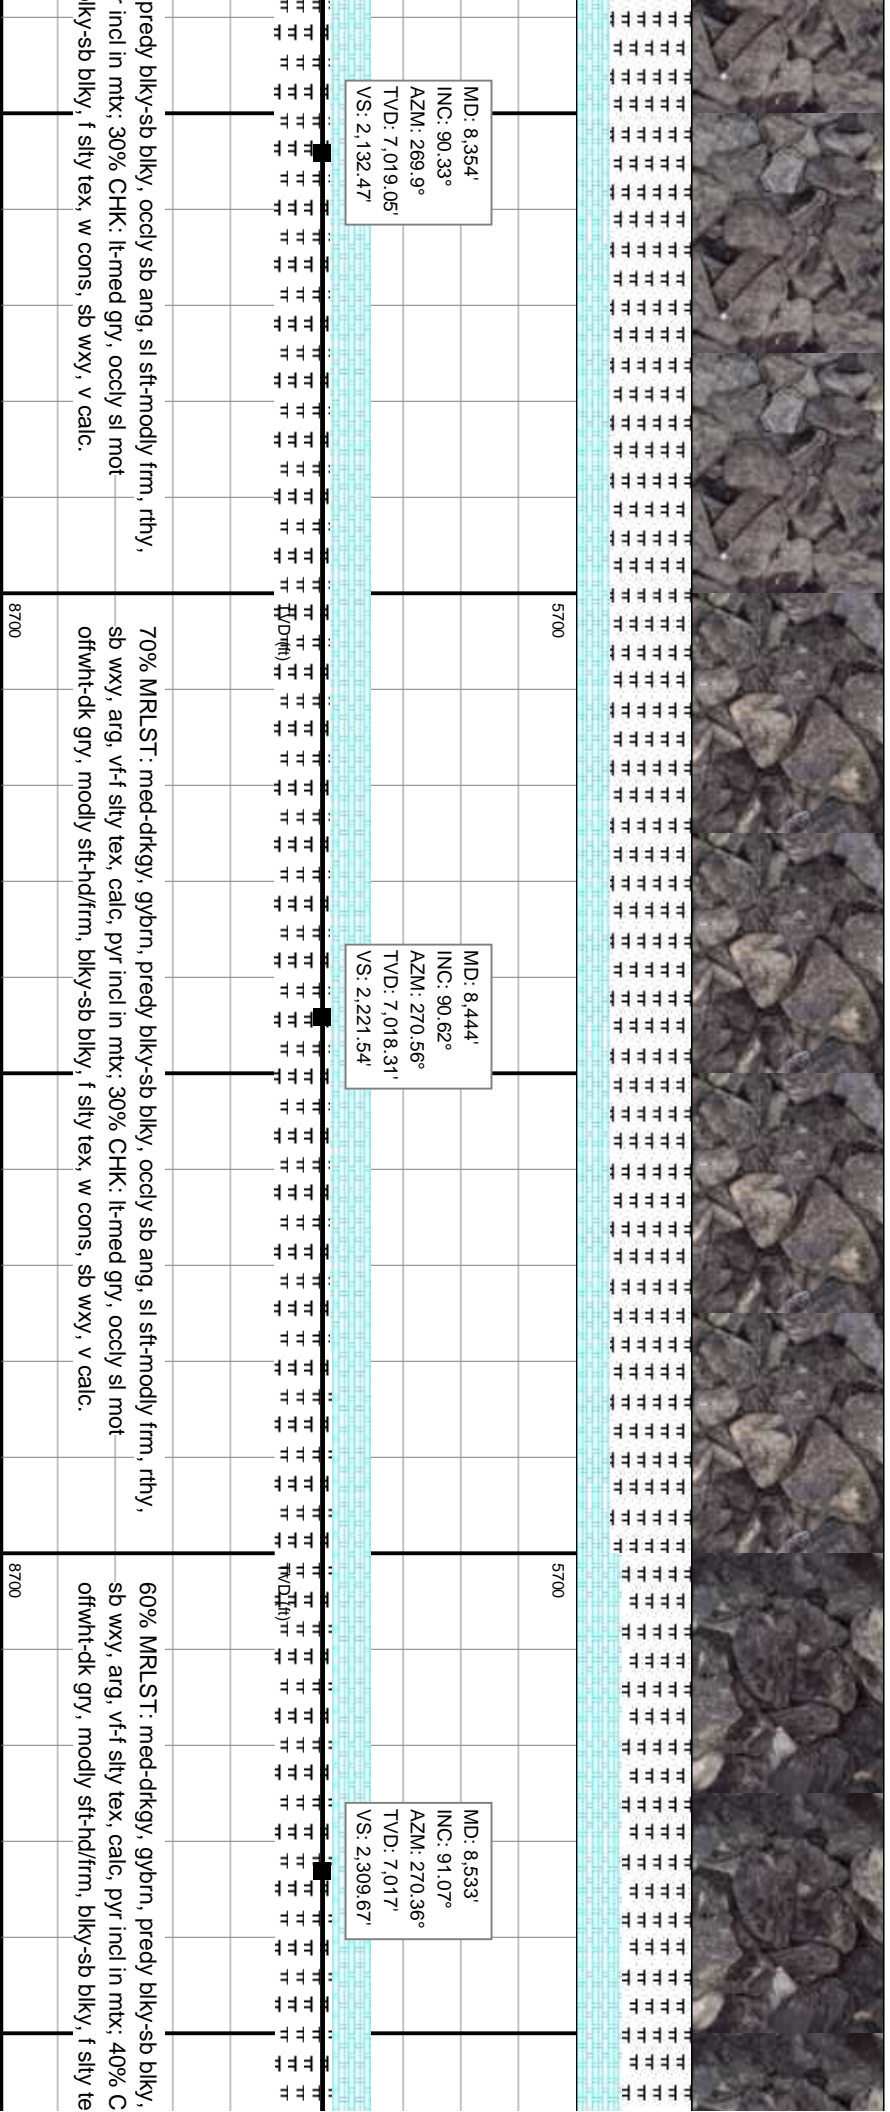 MD: 8,354'
INC: 90.33°
AZM: 269.9°
TVD: 7,019.05'
VS: 2,132.47'
predy blky-sb blky, occly sb ang, sl sft-modly frm, rthy,
incl in mtx; 30% CHK: lt-med gry, occly sl mot
blky, f slty tex, w cons, sb wxy, v calc.
5700
TVD (ft)
8700
MD: 8,444'
INC: 90.62°
AZM: 270.56°
TVD: 7,018.31'
VS: 2,221.54'
70% MRLST: med-drkgy, gybrn, predy blky-sb blky, occly sb ang, sl sft-modly frm, rthy,
sb wxy, arg, vf-f slty tex, calc, pyr incl in mtx; 30% CHK: lt-med gry, occly sl mot
offwht-dk gry, modly sft-hd/frm, blky-sb blky, f slty tex, w cons, sb wxy, v calc.
5700
TVD (ft)
8700
MD: 8,533'
INC: 91.07°
AZM: 270.36°
TVD: 7,017'
VS: 2,309.67'
60% MRLST: med-drkgy, gybrn, predy blky-sb blky,
sb wxy, arg, vf-f slty tex, calc, pyr incl in mtx; 40% C
offwht-dk gry, modly sft-hd/frm, blky-sb blky, f slty te